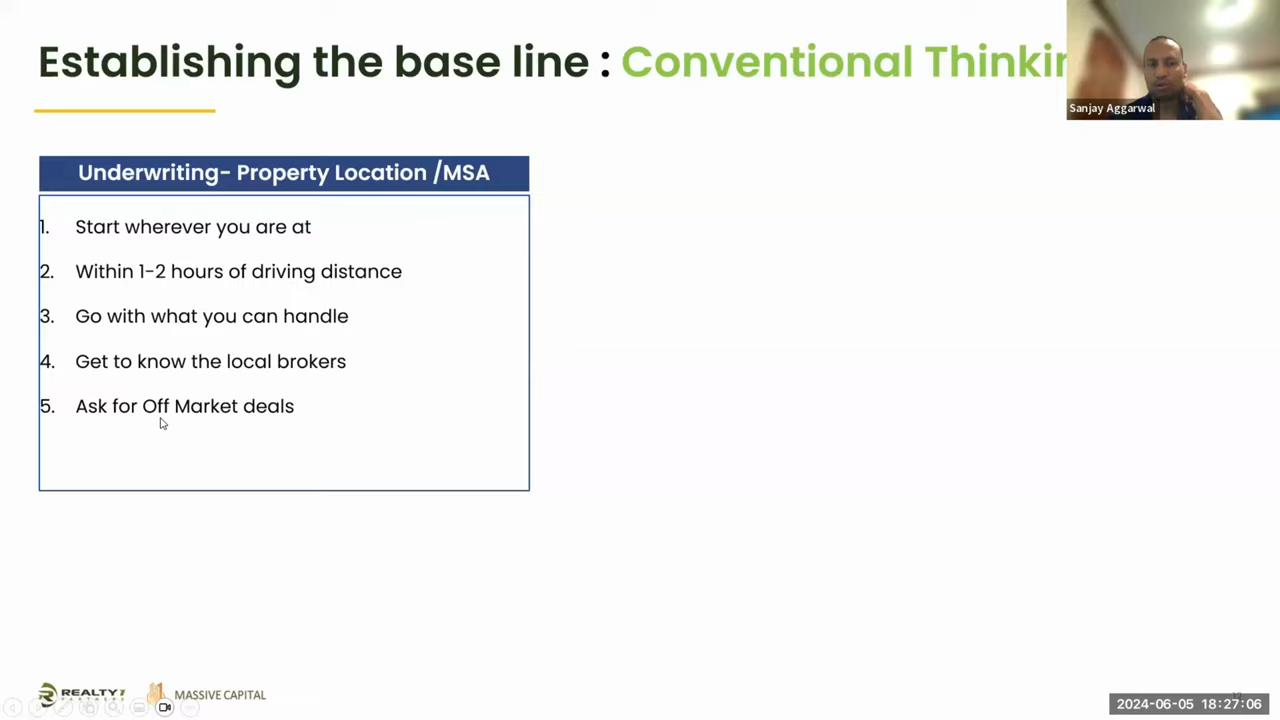 Establishing the base line : Conventional Thinkin
Sanjay Aggarwal
Underwriting- Property Location /MSA
1. Start wherever you are at
2. Within 1-2 hours of driving distance
3. Go with what you can handle
4. Get to know the local brokers
5. Ask for Off Market deals
REALTY
MASSIVE CAPITAL
2024-06-05 18:27:06